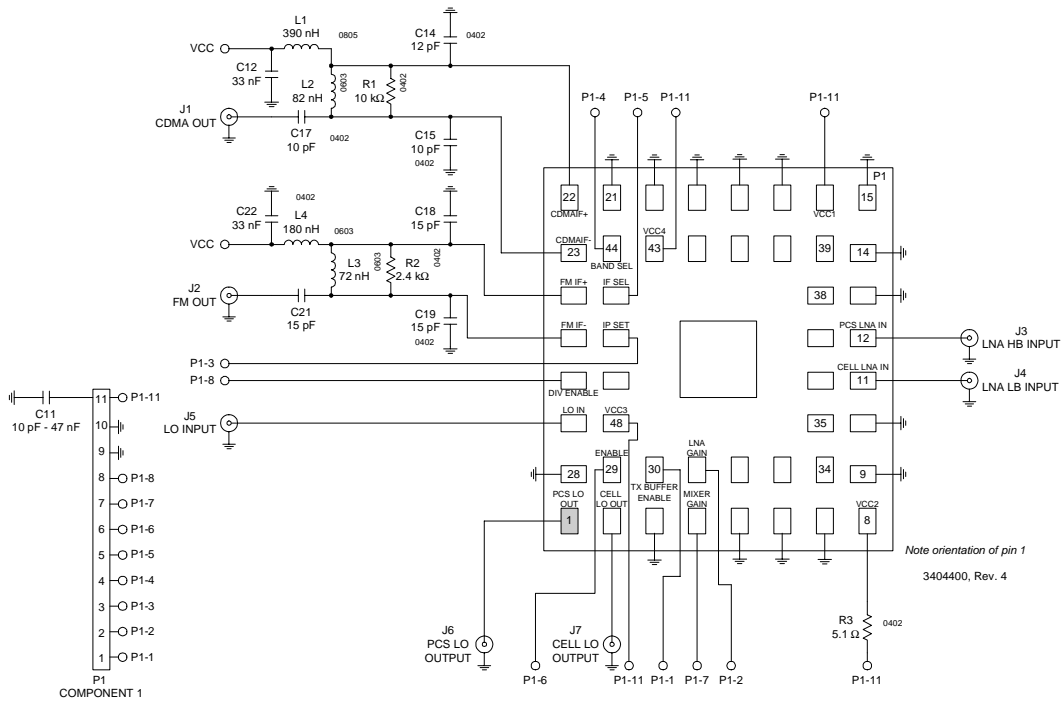 L1
390 nH
0805
C14
12 pF
0402
VCC
C12
33 nF
L2
82 nH
0603
R1
10 kΩ
0402
J1
CDMA OUT
C17
10 pF
0402
C15
10 pF
0402
P1-4
P1-5
P1-11
P1-11
P1
22
CDMAIF+
21
VCC1
15
0402
C22
33 nF
L4
180 nH
0603
C18
15 pF
0402
VCC
L3
72 nH
0603
R2
2.4 kΩ
J2
FM OUT
C21
15 pF
C19
15 pF
0402
CDMAIF-
23
44
BAND SEL
VCC4
43
39
14
FM IF+
IF SEL
38
FM IF-
IP SET
PCS LNA IN
12
J3
LNA HB INPUT
P1-3
P1-8
DIV ENABLE
CELL LNA IN
11
J4
LNA LB INPUT
J5
LO INPUT
LO IN
VCC3
48
35
28
ENABLE
29
30
TX BUFFER
ENABLE
LNA
GAIN
34
9
PCS LO
OUT
1
CELL
LO OUT
MIXER
GAIN
VCC2
8
Note orientation of pin 1
3404400, Rev. 4
C11
10 pF - 47 nF
11
P1-11
10
9
8
P1-8
7
P1-7
6
P1-6
5
P1-5
4
P1-4
3
P1-3
2
P1-2
1
P1-1
P1
COMPONENT 1
J6
PCS LO
OUTPUT
J7
CELL LO
OUTPUT
R3
5.1 Ω
0402
P1-6
P1-11
P1-1
P1-7
P1-2
P1-11